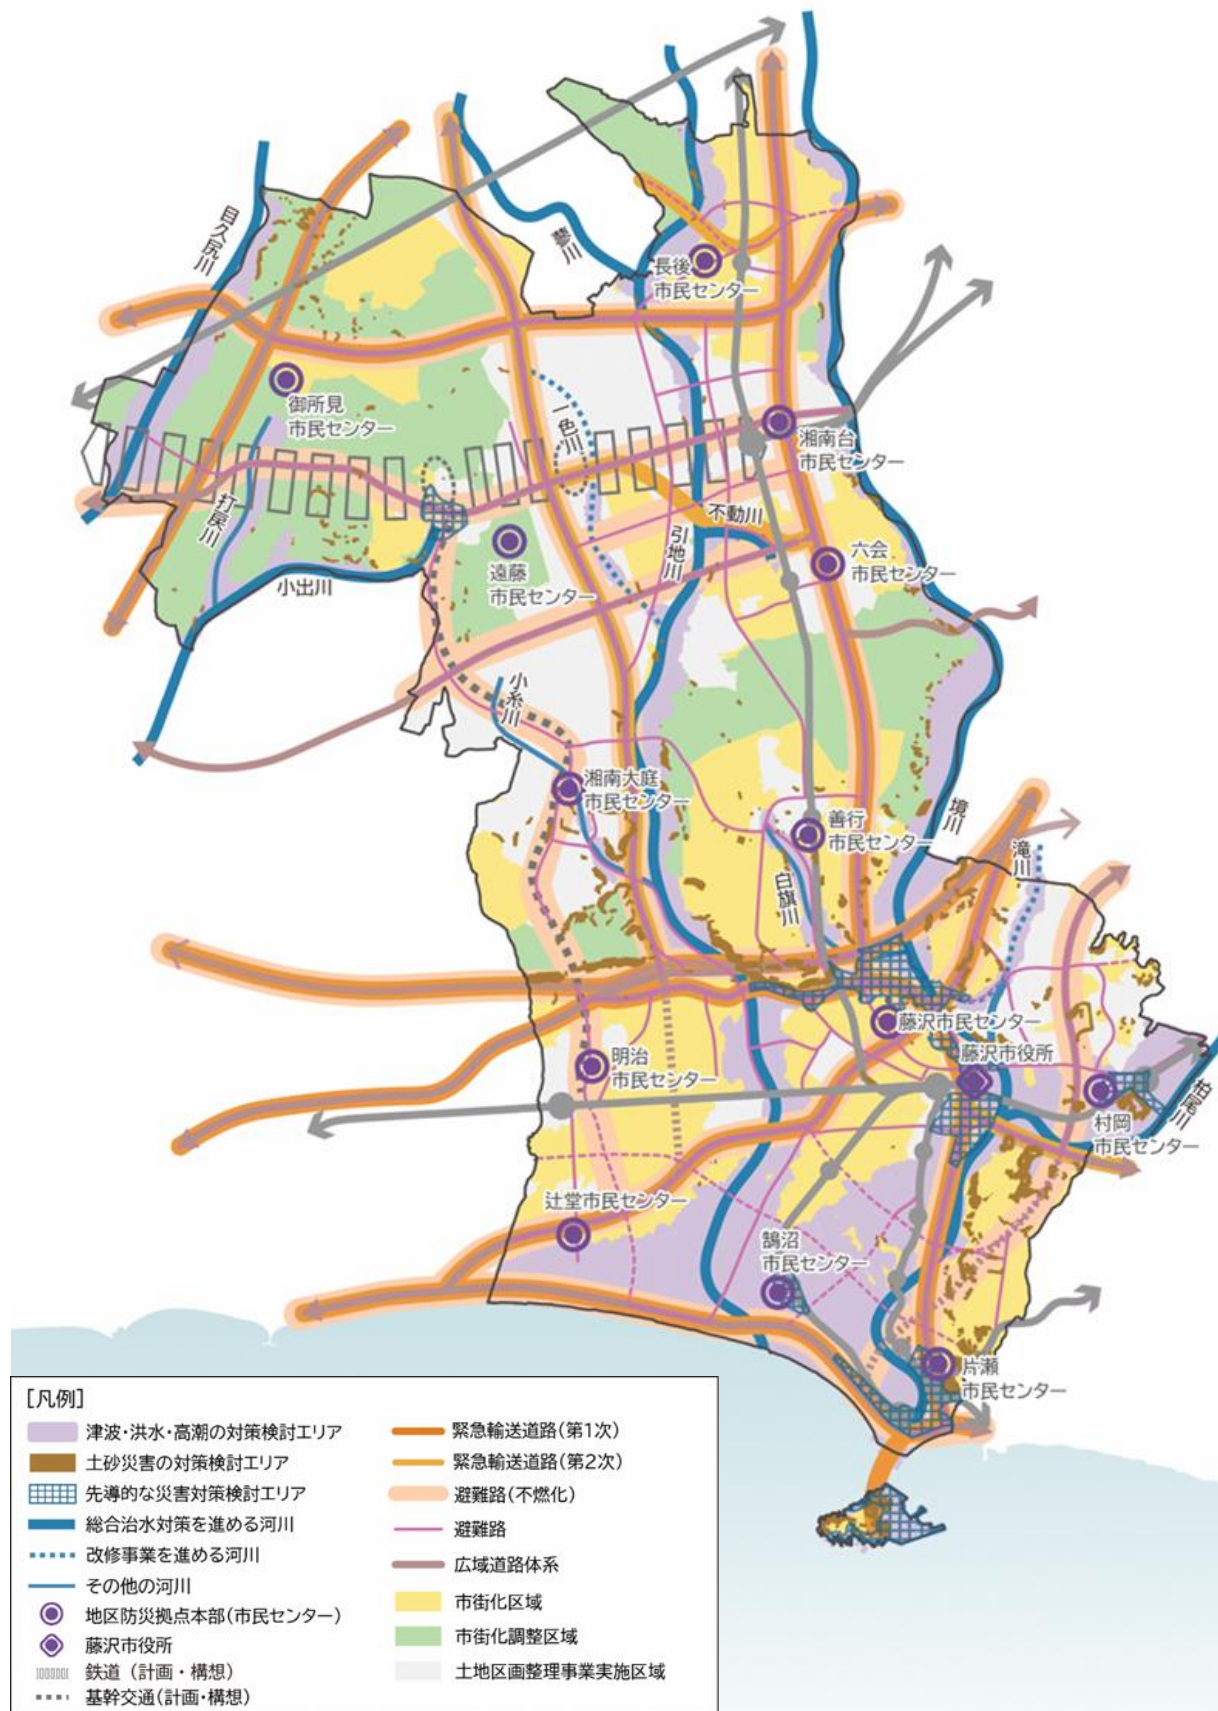 目久尻川
蓼川
長後
市民センター
御所見
市民センター
一色川
湘南台
市民センター
打戻川
不動川
引地川
六会
市民センター
遠藤
市民センター
小出川
小糸川
湘南大庭
市民センター
善行
市民センター
境川
滝川
白旗川
藤沢市民センター
藤沢市役所
明治
市民センター
村岡
市民センター
柏尾川
辻堂市民センター
鵠沼
市民センター
片瀬
市民センター
[凡例]
津波・洪水・高潮の対策検討エリア
土砂災害の対策検討エリア
先導的な災害対策検討エリア
総合治水対策を進める河川
改修事業を進める河川
その他の河川
地区防災拠点本部(市民センター)
藤沢市役所
鉄道（計画・構想）
基幹交通(計画・構想)
緊急輸送道路(第1次)
緊急輸送道路(第2次)
避難路(不燃化)
避難路
広域道路体系
市街化区域
市街化調整区域
土地区画整理事業実施区域